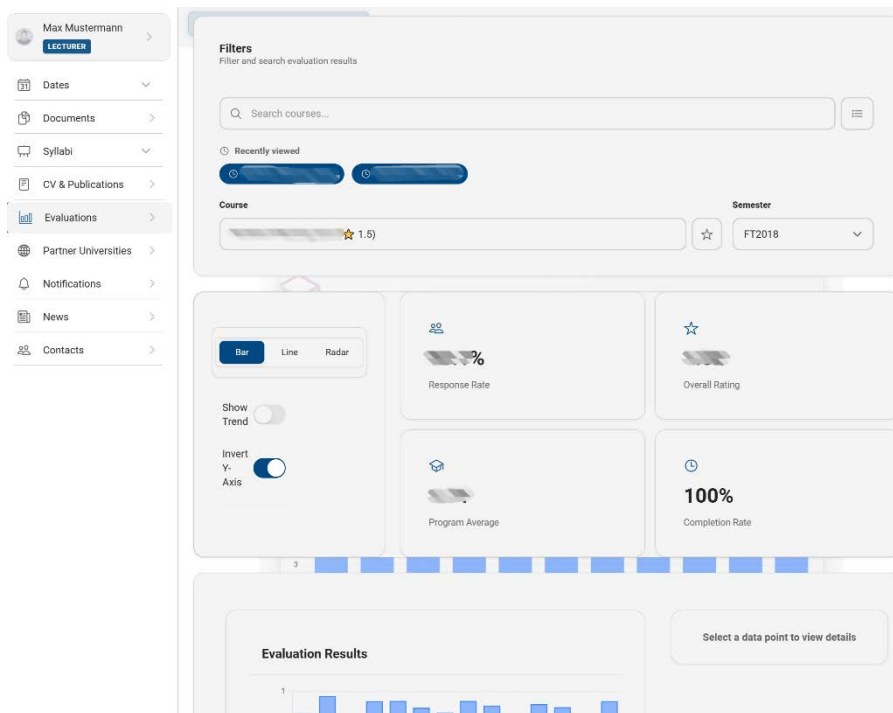 Max Mustermann
LECTURER
31
Dates
Documents
Syllabi
CV & Publications
Evaluations
Partner Universities
Notifications
News
Contacts
Filters
Filter and search evaluation results
Search courses...
Recently viewed
Course
Semester
1.5)
FT2018
Bar Line Radar
Show
Trend
Invert
Y-
Axis
%
Response Rate
Overall Rating
Program Average
100%
Completion Rate
3
Evaluation Results
Select a data point to view details
1